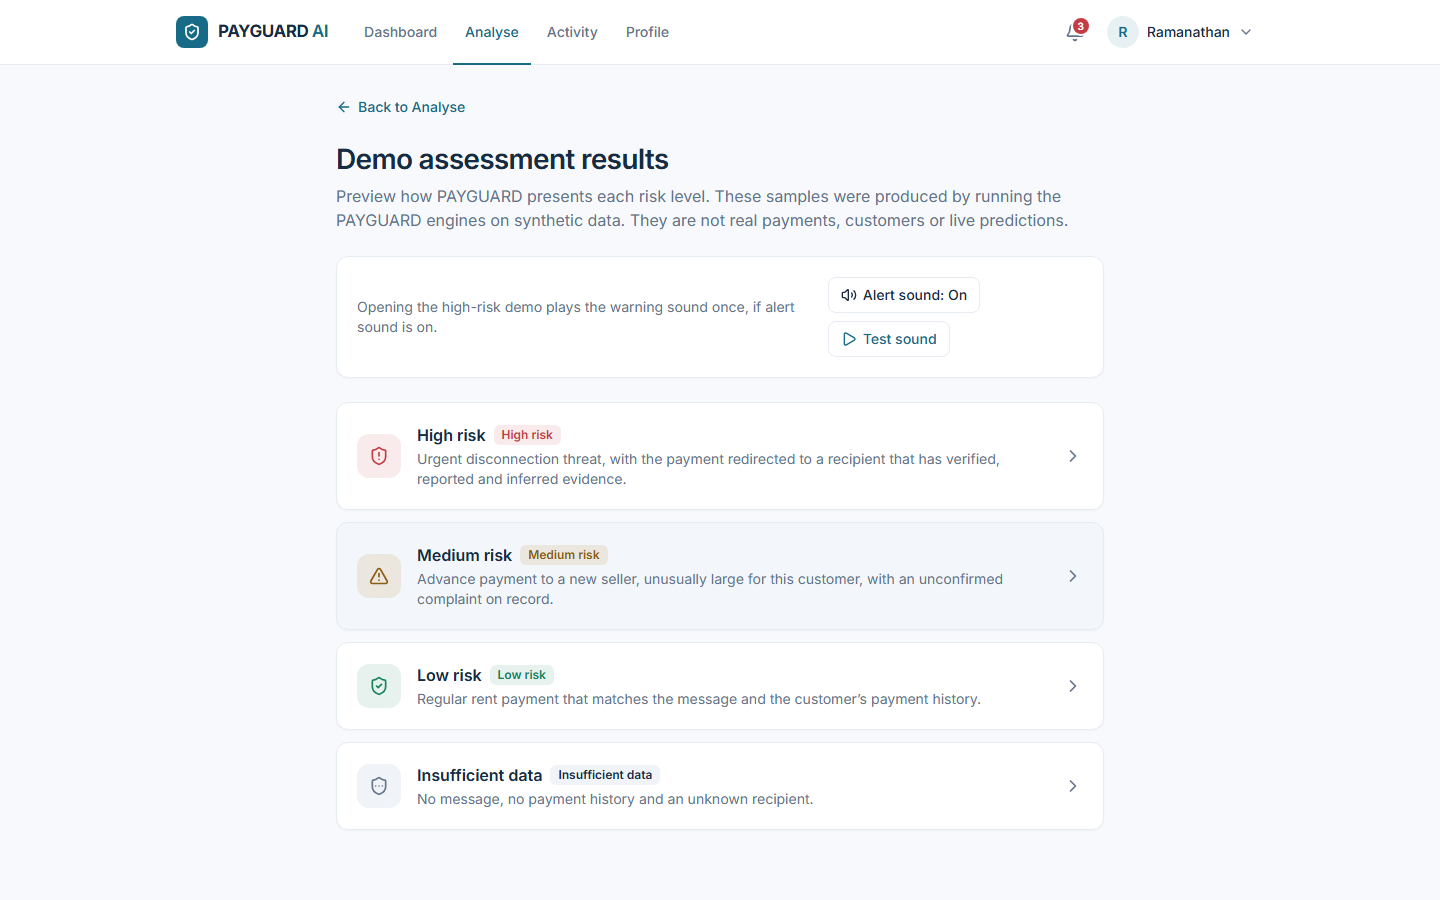 PAYGUARD AI
Dashboard
Analyse
Activity
Profile
3
R
Ramanathan
Back to Analyse
Demo assessment results
Preview how PAYGUARD presents each risk level. These samples were produced by running the
PAYGUARD engines on synthetic data. They are not real payments, customers or live predictions.
Opening the high-risk demo plays the warning sound once, if alert
sound is on.
Alert sound: On
Test sound
High risk High risk
Urgent disconnection threat, with the payment redirected to a recipient that has verified,
reported and inferred evidence.
Medium risk Medium risk
Advance payment to a new seller, unusually large for this customer, with an unconfirmed
complaint on record.
Low risk Low risk
Regular rent payment that matches the message and the customer’s payment history.
Insufficient data Insufficient data
No message, no payment history and an unknown recipient.